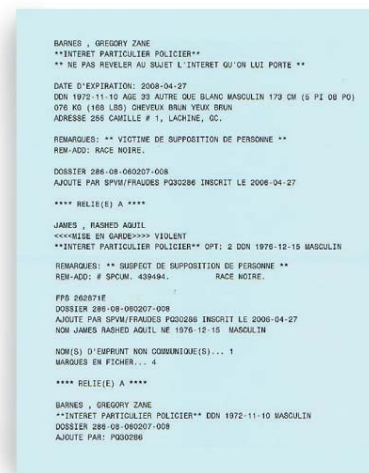 BARNES , GREGORY ZANE
**INTERET PARTICULIER POLICIER**
** NE PAS REVELER AU SUJET L'INTERET QU'ON LUI PORTE **
DATE D'EXPIRATION: 2008-04-27
DDN 1972-11-10 AGE 33 AUTRE QUE BLANC MASCULIN 173 CM (5 PI 08 PO)
076 KG (168 LBS) CHEVEUX BRUN YEUX BRUN
ADRESSE 256 CAMILLE # 1, LACHINE, QC.
REMARQUES: ** VICTIME DE SUPPOSITION DE PERSONNE **
REM-ADD: RACE NOIRE.
DOSSIER 286-08-060207-008
AJOUTE PAR SPVM/FRAUDES PQ30286 INSCRIT LE 2006-04-27
**** RELIE(E) A ****
JAMES , RASHED AQUIL
<<<<MISE EN GARDE>>>> VIOLENT
**INTERET PARTICULIER POLICIER** OPT: 2 DDN 1976-12-15 MASCULIN
REMARQUES: ** SUSPECT DE SUPPOSITION DE PERSONNE **
REM-ADD: # SPCUM. 439494. RACE NOIRE.
FPS 262871E
DOSSIER 286-08-060207-008
AJOUTE PAR SPVM/FRAUDES PQ30286 INSCRIT LE 2006-04-27
NOM JAMES RASHED AQUIL NE 1976-12-15 MASCULIN
NOM(S) D'EMPRUNT NON COMMUNIQUE(S)... 1
MARQUES EN FICHER... 4
**** RELIE(E) A ****
BARNES , GREGORY ZANE
**INTERET PARTICULIER POLICIER** DDN 1972-11-10 MASCULIN
DOSSIER 286-08-060207-008
AJOUTE PAR: PQ30286